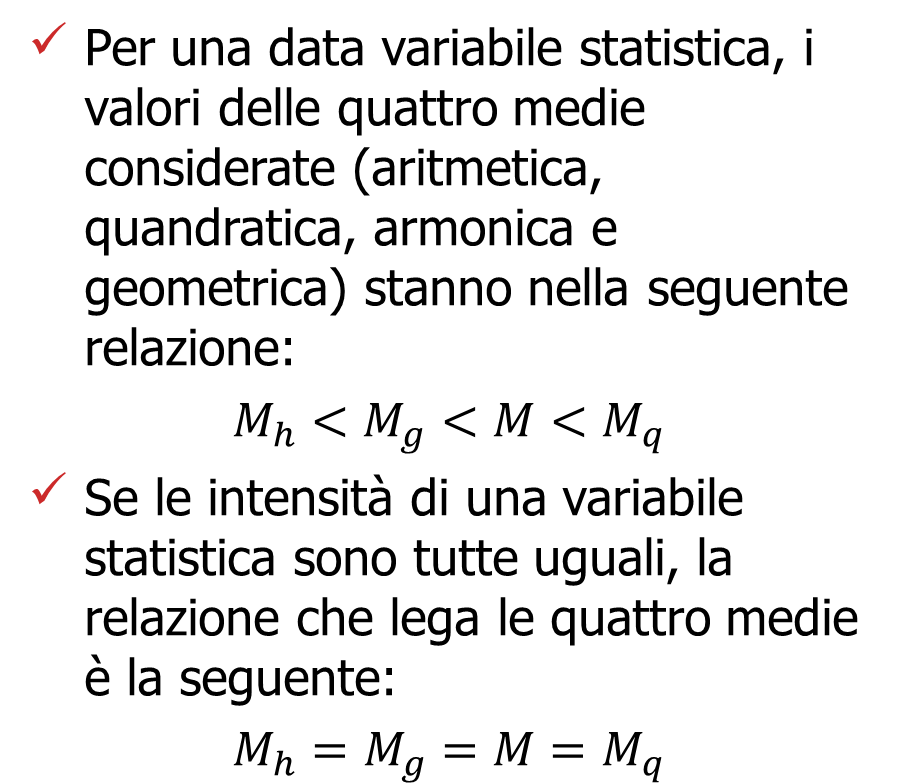 ✓ Per una data variabile statistica, i
valori delle quattro medie
considerate (aritmetica,
quandratica, armonica e
geometrica) stanno nella seguente
relazione:
M_h < M_g < M < M_q
✓ Se le intensità di una variabile
statistica sono tutte uguali, la
relazione che lega le quattro medie
è la seguente:
M_h = M_g = M = M_q